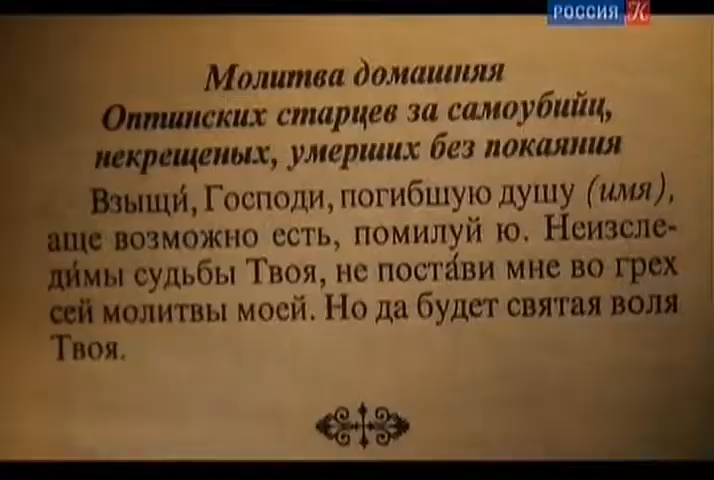 РОССИЯ К
Молитва домашняя
Оптинских старцев за самоубийц,
некрещеных, умерших без покаяния
Взыщи́, Господи, погибшую душу (имя),
аще возможно есть, помилуй ю. Неизсле-
ди́мы судьбы Твоя, не поста́ви мне во грех
сей молитвы моей. Но да будет святая воля
Твоя.